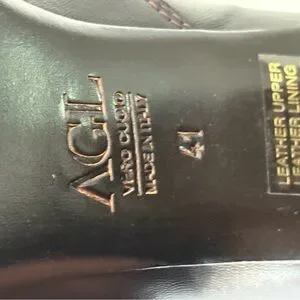 AGL
VERO CUOIO
MADE IN ITALY
41
LEATHER UPPER
LEATHER LINING